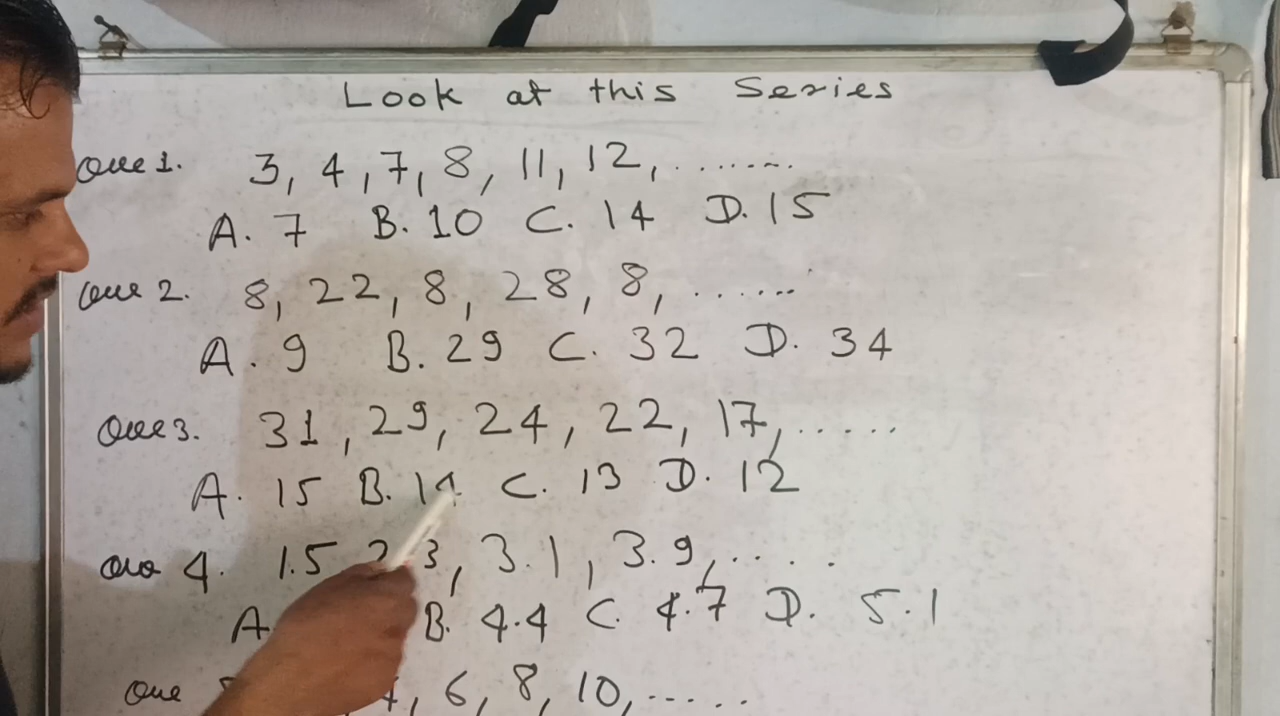 Look at this Series
Que 1. 3, 4, 7, 8, 11, 12, .......
A. 7 B. 10 C. 14 D. 15
Que 2. 8, 22, 8, 28, 8, ......
A. 9 B. 29 C. 32 D. 34
Que 3. 31, 29, 24, 22, 17, ......
A. 15 B. 14 C. 13 D. 12
Que 4. 1.5 2.3, 3.1, 3.9, ....
A. B. 4.4 C. 4.7 D. 5.1
Que , 6, 8, 10, ......